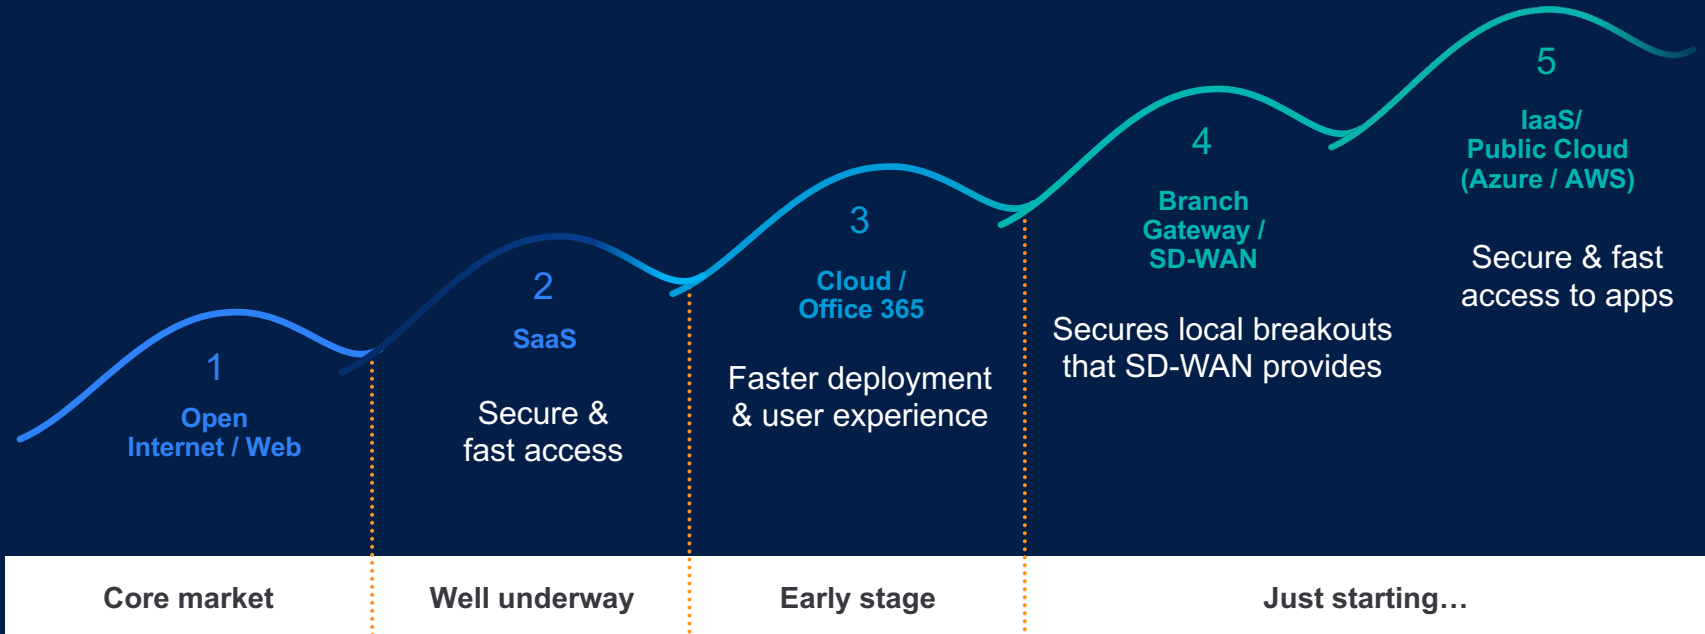 1
Open
Internet / Web
2
SaaS
Secure &
fast access
3
Cloud /
Office 365
Faster deployment
& user experience
4
Branch
Gateway /
SD-WAN
Secures local breakouts
that SD-WAN provides
5
IaaS/
Public Cloud
(Azure / AWS)
Secure & fast
access to apps
Core market
Well underway
Early stage
Just starting…